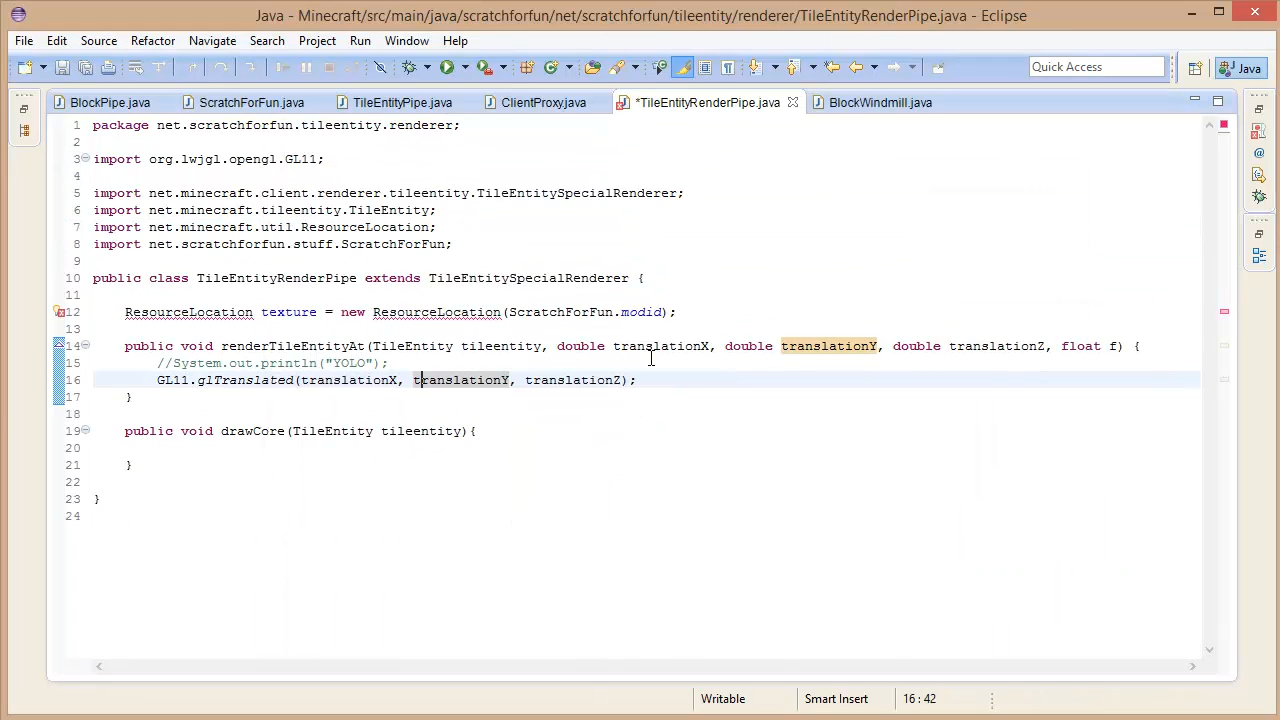 Java - Minecraft/src/main/java/scratchforfun/net/scratchforfun/tileentity/renderer/TileEntityRenderPipe.java - Eclipse
File Edit Source Refactor Navigate Search Project Run Window Help
Quick Access Java
BlockPipe.java ScratchForFun.java TileEntityPipe.java ClientProxy.java *TileEntityRenderPipe.java BlockWindmill.java
1 package net.scratchforfun.tileentity.renderer;
2
3 import org.lwjgl.opengl.GL11;
4
5 import net.minecraft.client.renderer.tileentity.TileEntitySpecialRenderer;
6 import net.minecraft.tileentity.TileEntity;
7 import net.minecraft.util.ResourceLocation;
8 import net.scratchforfun.stuff.ScratchForFun;
9
10 public class TileEntityRenderPipe extends TileEntitySpecialRenderer {
11
12 ResourceLocation texture = new ResourceLocation(ScratchForFun.modid);
13
14 public void renderTileEntityAt(TileEntity tileentity, double translationX, double translationY, double translationZ, float f) {
15 //System.out.println("YOLO");
16 GL11.glTranslated(translationX, translationY, translationZ);
17 }
18
19 public void drawCore(TileEntity tileentity){
20
21 }
22
23 }
24
Writable Smart Insert 16 : 42